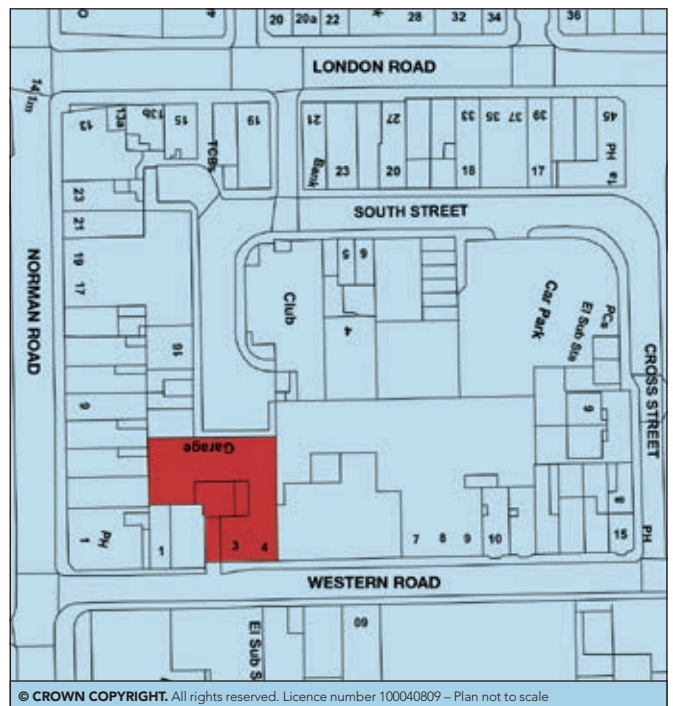 20 20a 22 28 32 34 36
LONDON ROAD
14.1m
13 13a 13b 15 TCBs 19 21 Bank 23 27 20 33 18 35 37 39 17 45 PH
23
21
19
17
SOUTH STREET
NORMAN ROAD
Club
5 6
4
Car Park
El Sub Sta
PCs
CROSS STREET
16
9
9
Garage
1 PH
1
3 4
7 8 9 10
8
15
PH
WESTERN ROAD
El Sub S
60
© CROWN COPYRIGHT. All rights reserved. Licence number 100040809 – Plan not to scale